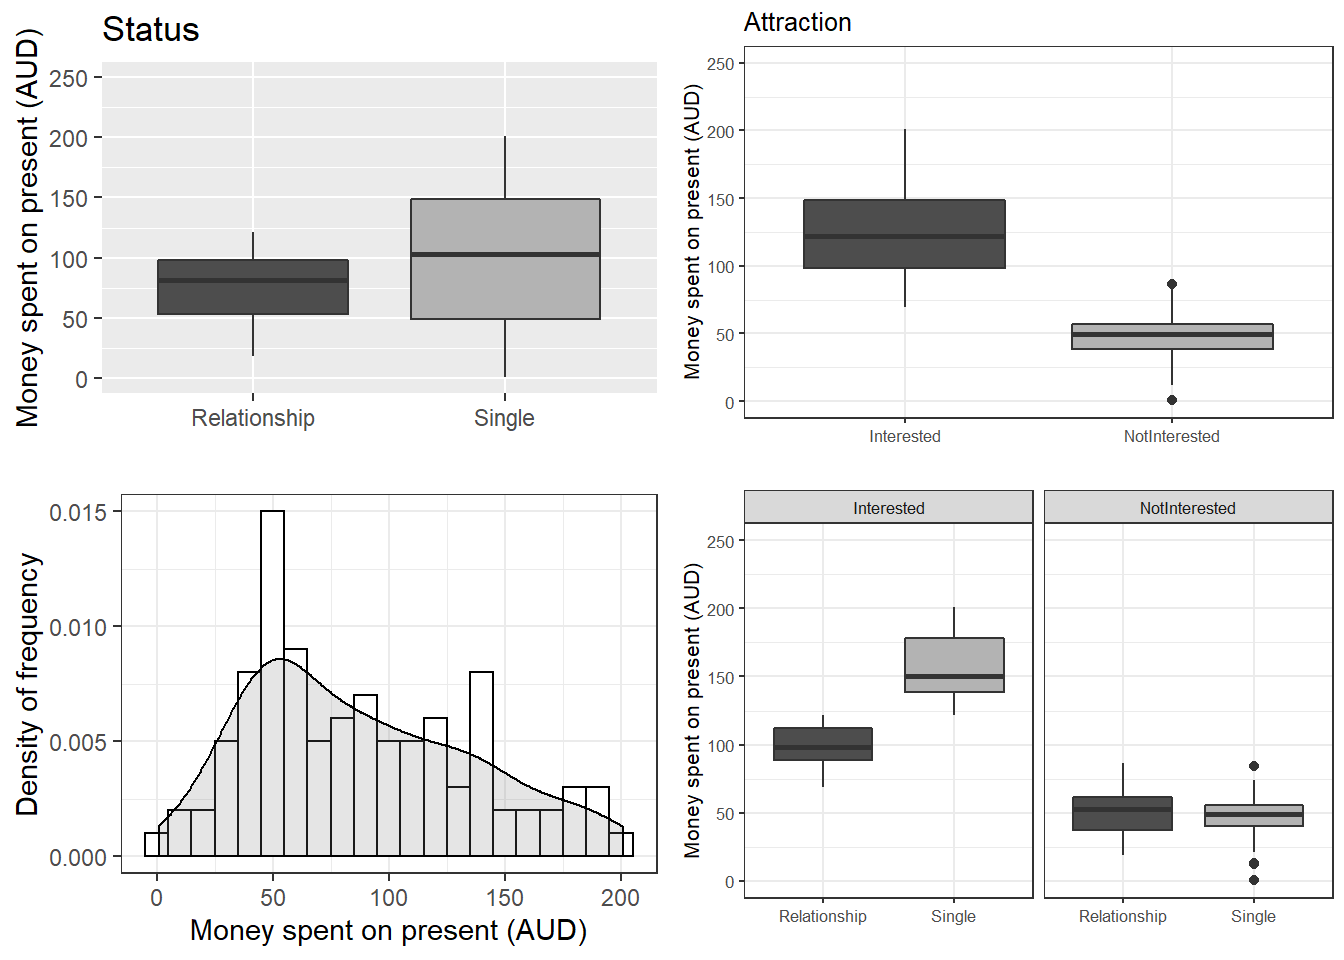 Status
Money spent on present (AUD)
250
200
150
100
50
0
Relationship Single
Attraction
Money spent on present (AUD)
250
200
150
100
50
0
Interested NotInterested
Density of frequency
0.015
0.010
0.005
0.000
0 50 100 150 200
Money spent on present (AUD)
Interested NotInterested
Money spent on present (AUD)
250
200
150
100
50
0
Relationship Single Relationship Single